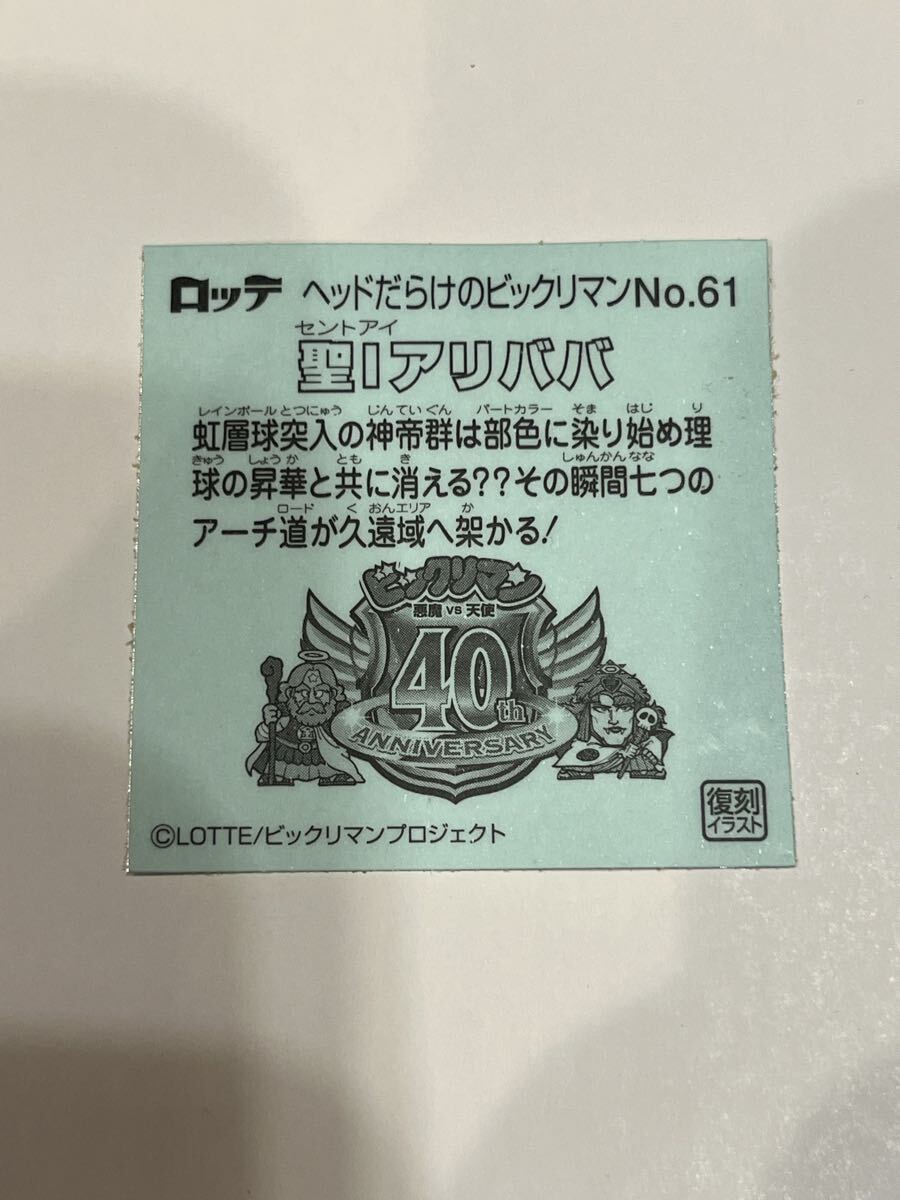 ロッテ ヘッドだらけのビックリマンNo.61
セントアイ
聖Iアリババ
レインボールとつにゅう じんていぐん パートカラー そま はじ り
虹層球突入の神帝群は部色に染り始め理
きゅう しょうか とも き しゅんかんなな
球の昇華と共に消える??その瞬間七つの
ロード くおんエリア か
アーチ道が久遠域へ架かる!
ビックリマン
悪魔 VS 天使
40th
ANNIVERSARY
復刻
イラスト
©LOTTE/ビックリマンプロジェクト